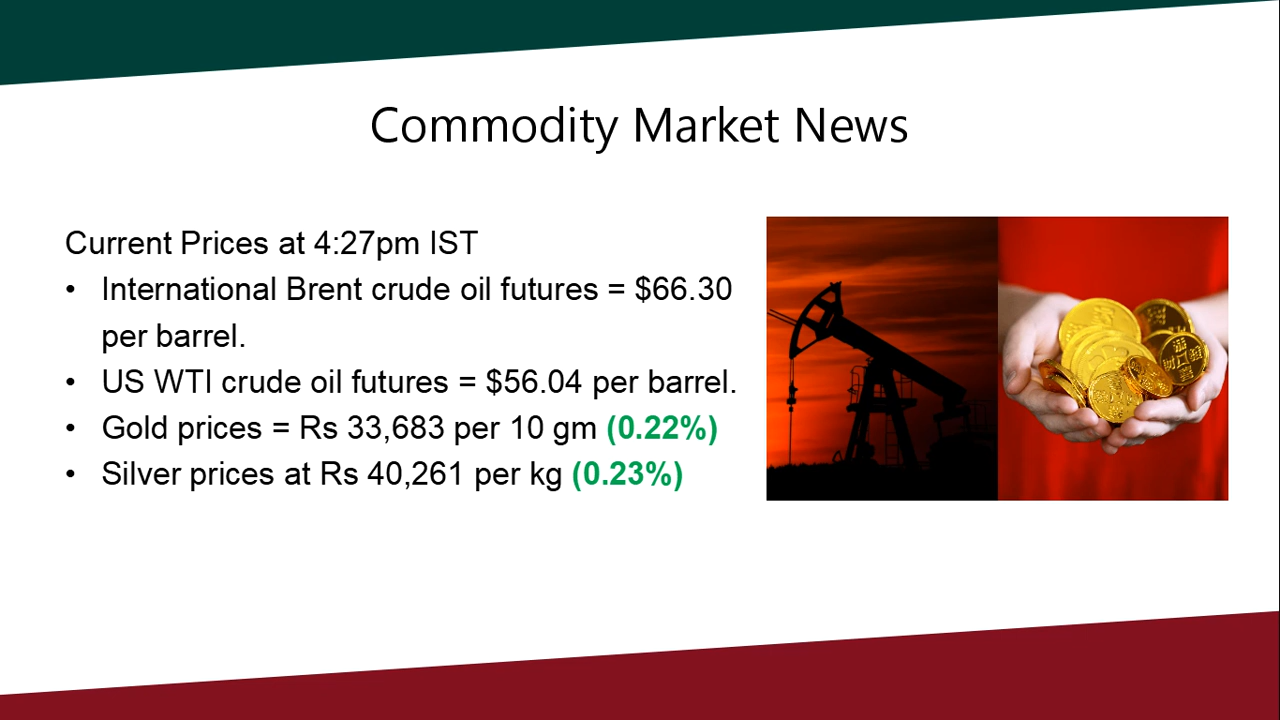 Commodity Market News
Current Prices at 4:27pm IST
• International Brent crude oil futures = $66.30
per barrel.
• US WTI crude oil futures = $56.04 per barrel.
• Gold prices = Rs 33,683 per 10 gm (0.22%)
• Silver prices at Rs 40,261 per kg (0.23%)